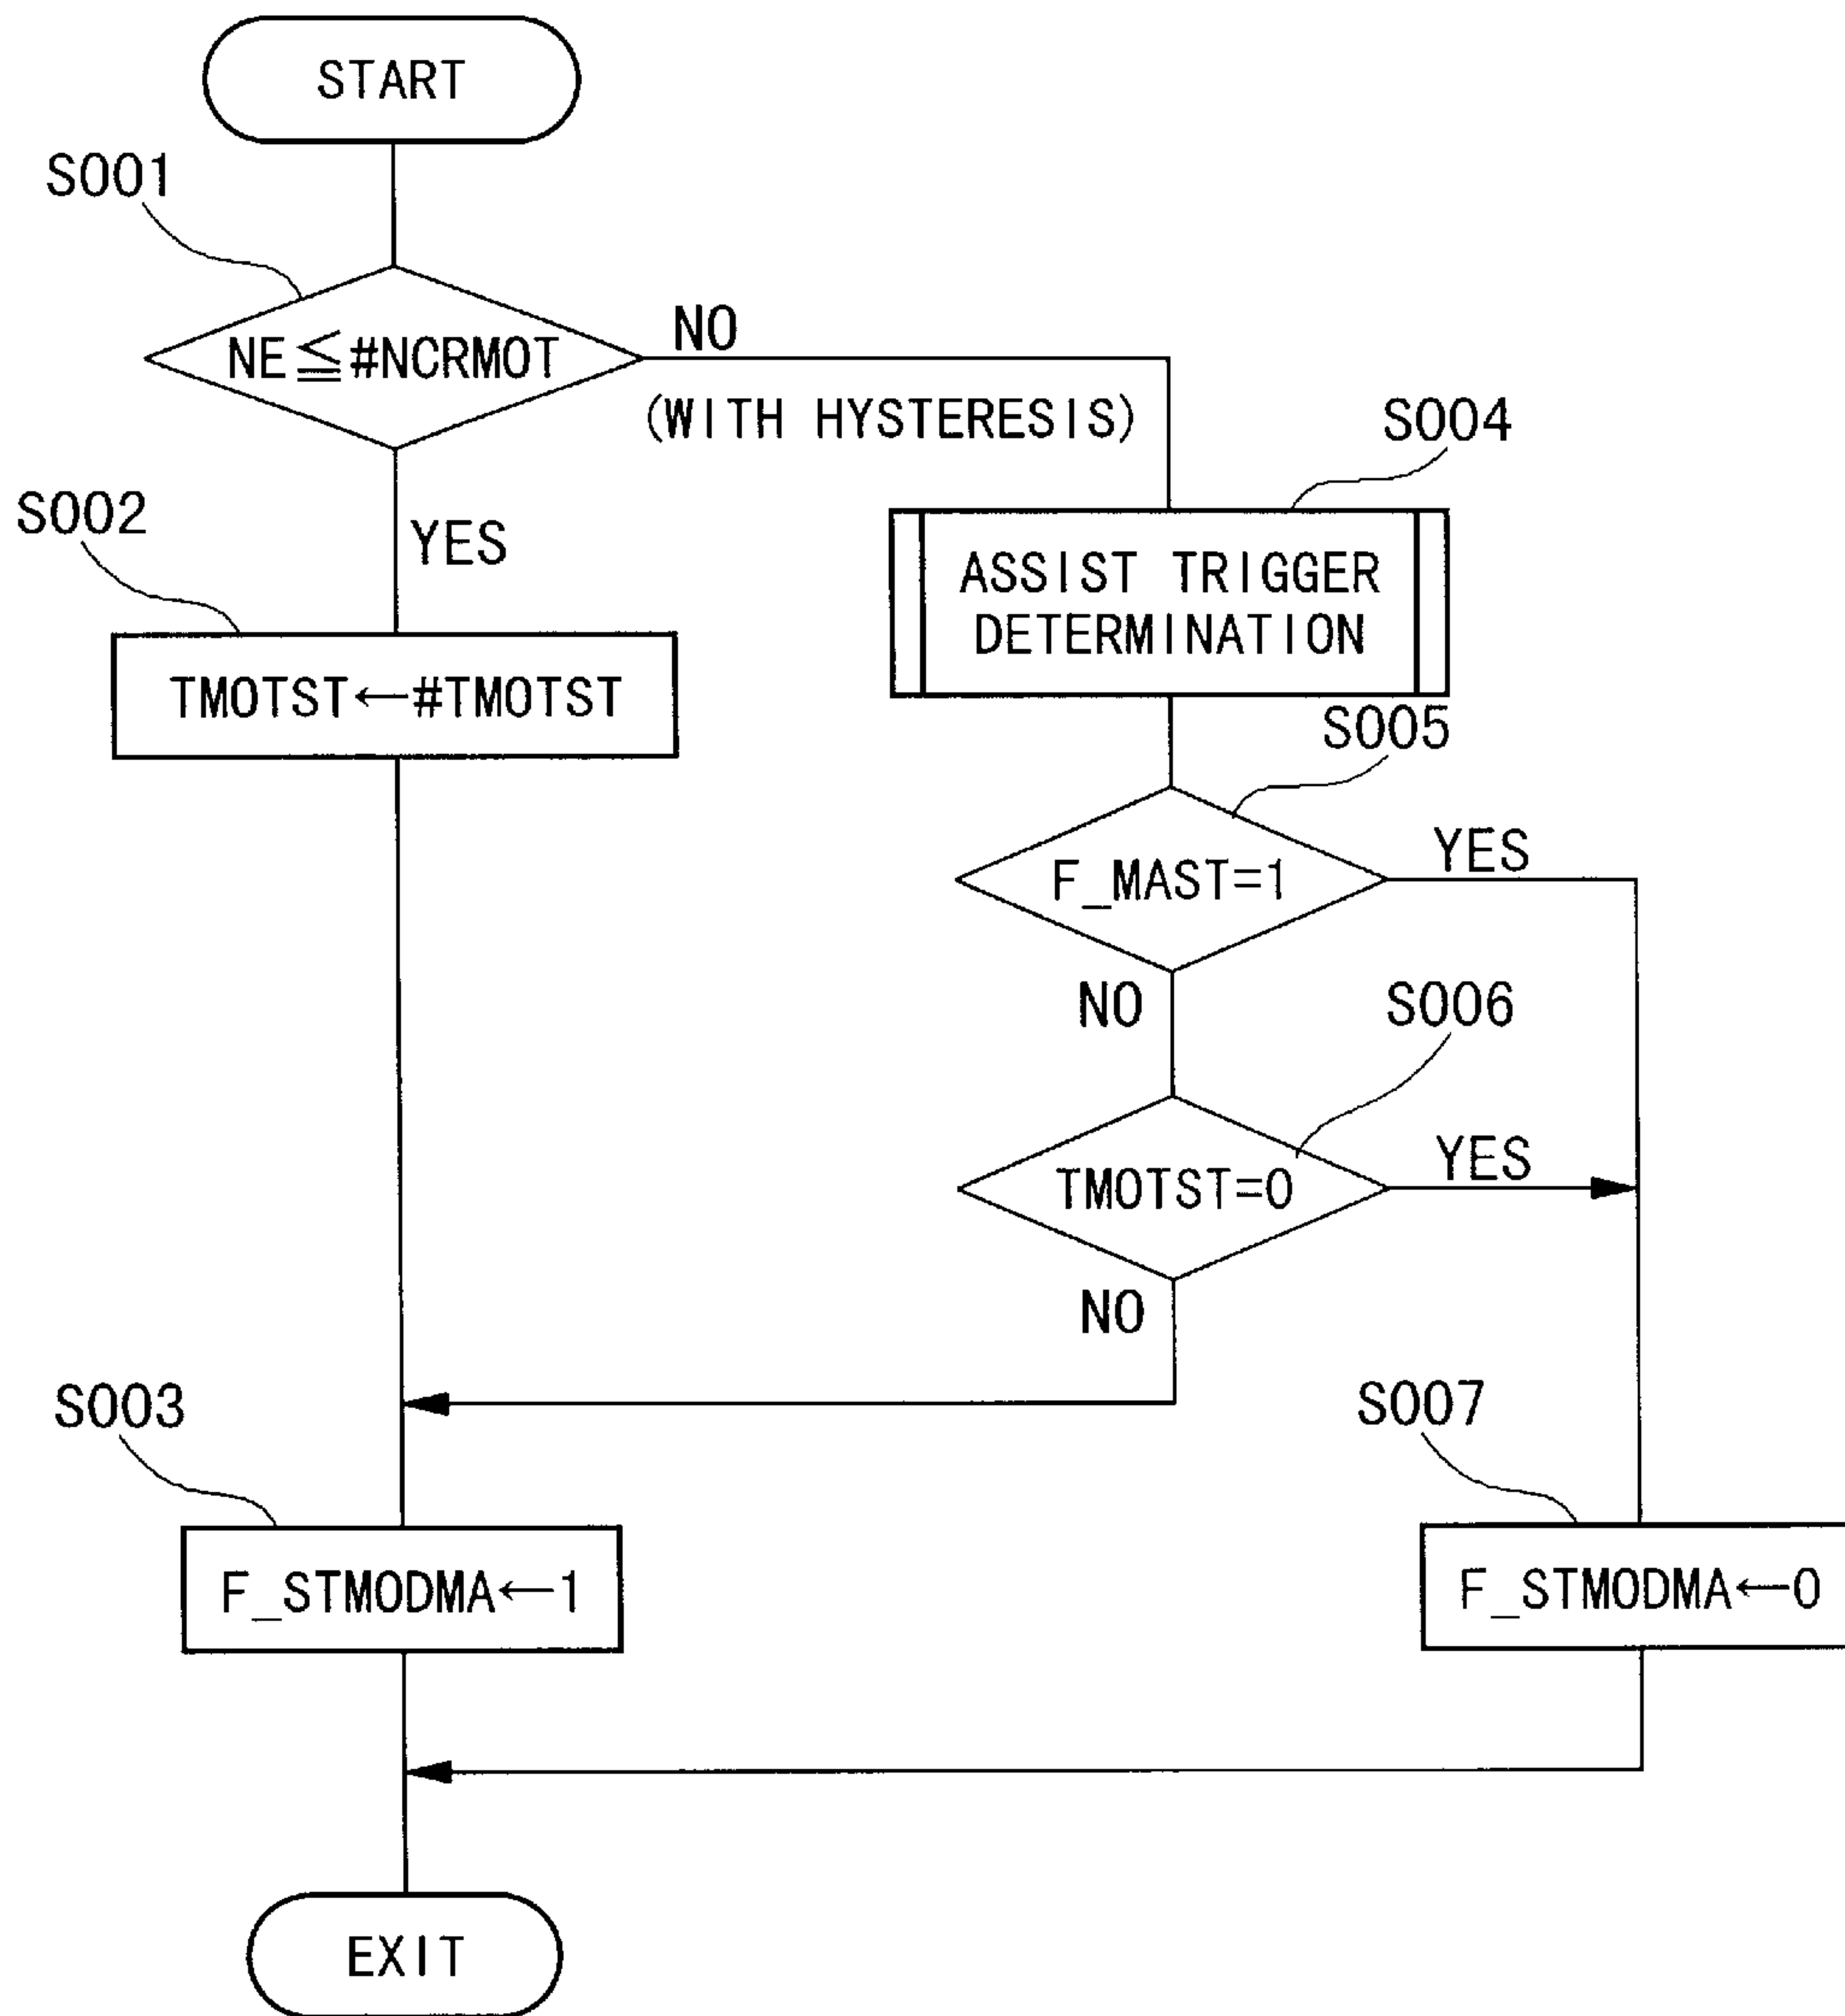 START
S001
NE≦#NCRMOT
NO
(WITH HYSTERESIS)
S004
S002
YES
ASSIST TRIGGER
DETERMINATION
TMOTST←#TMOTST
S005
F_MAST=1
YES
NO
S006
TMOTST=0
YES
NO
S003
S007
F_STMODMA←1
F_STMODMA←0
EXIT